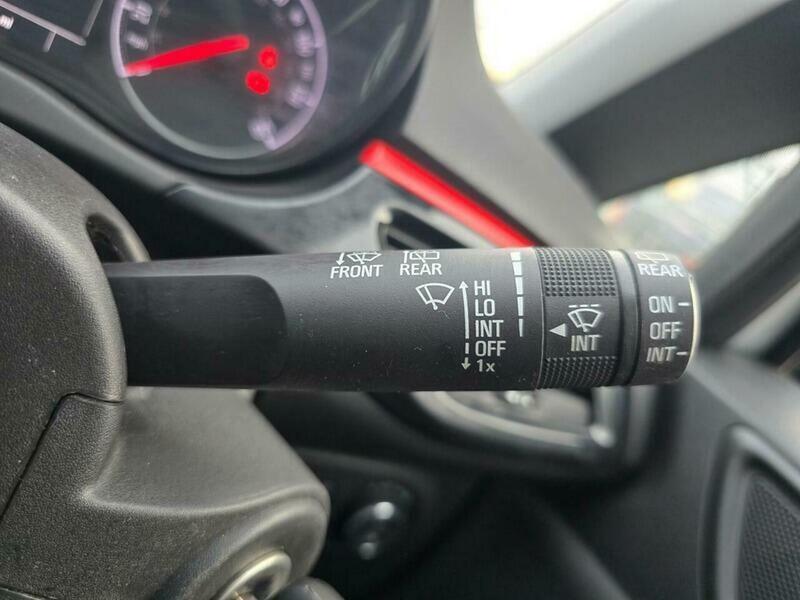 FRONT REAR
HI
LO
INT
OFF
1x
INT
REAR
ON
OFF
INT